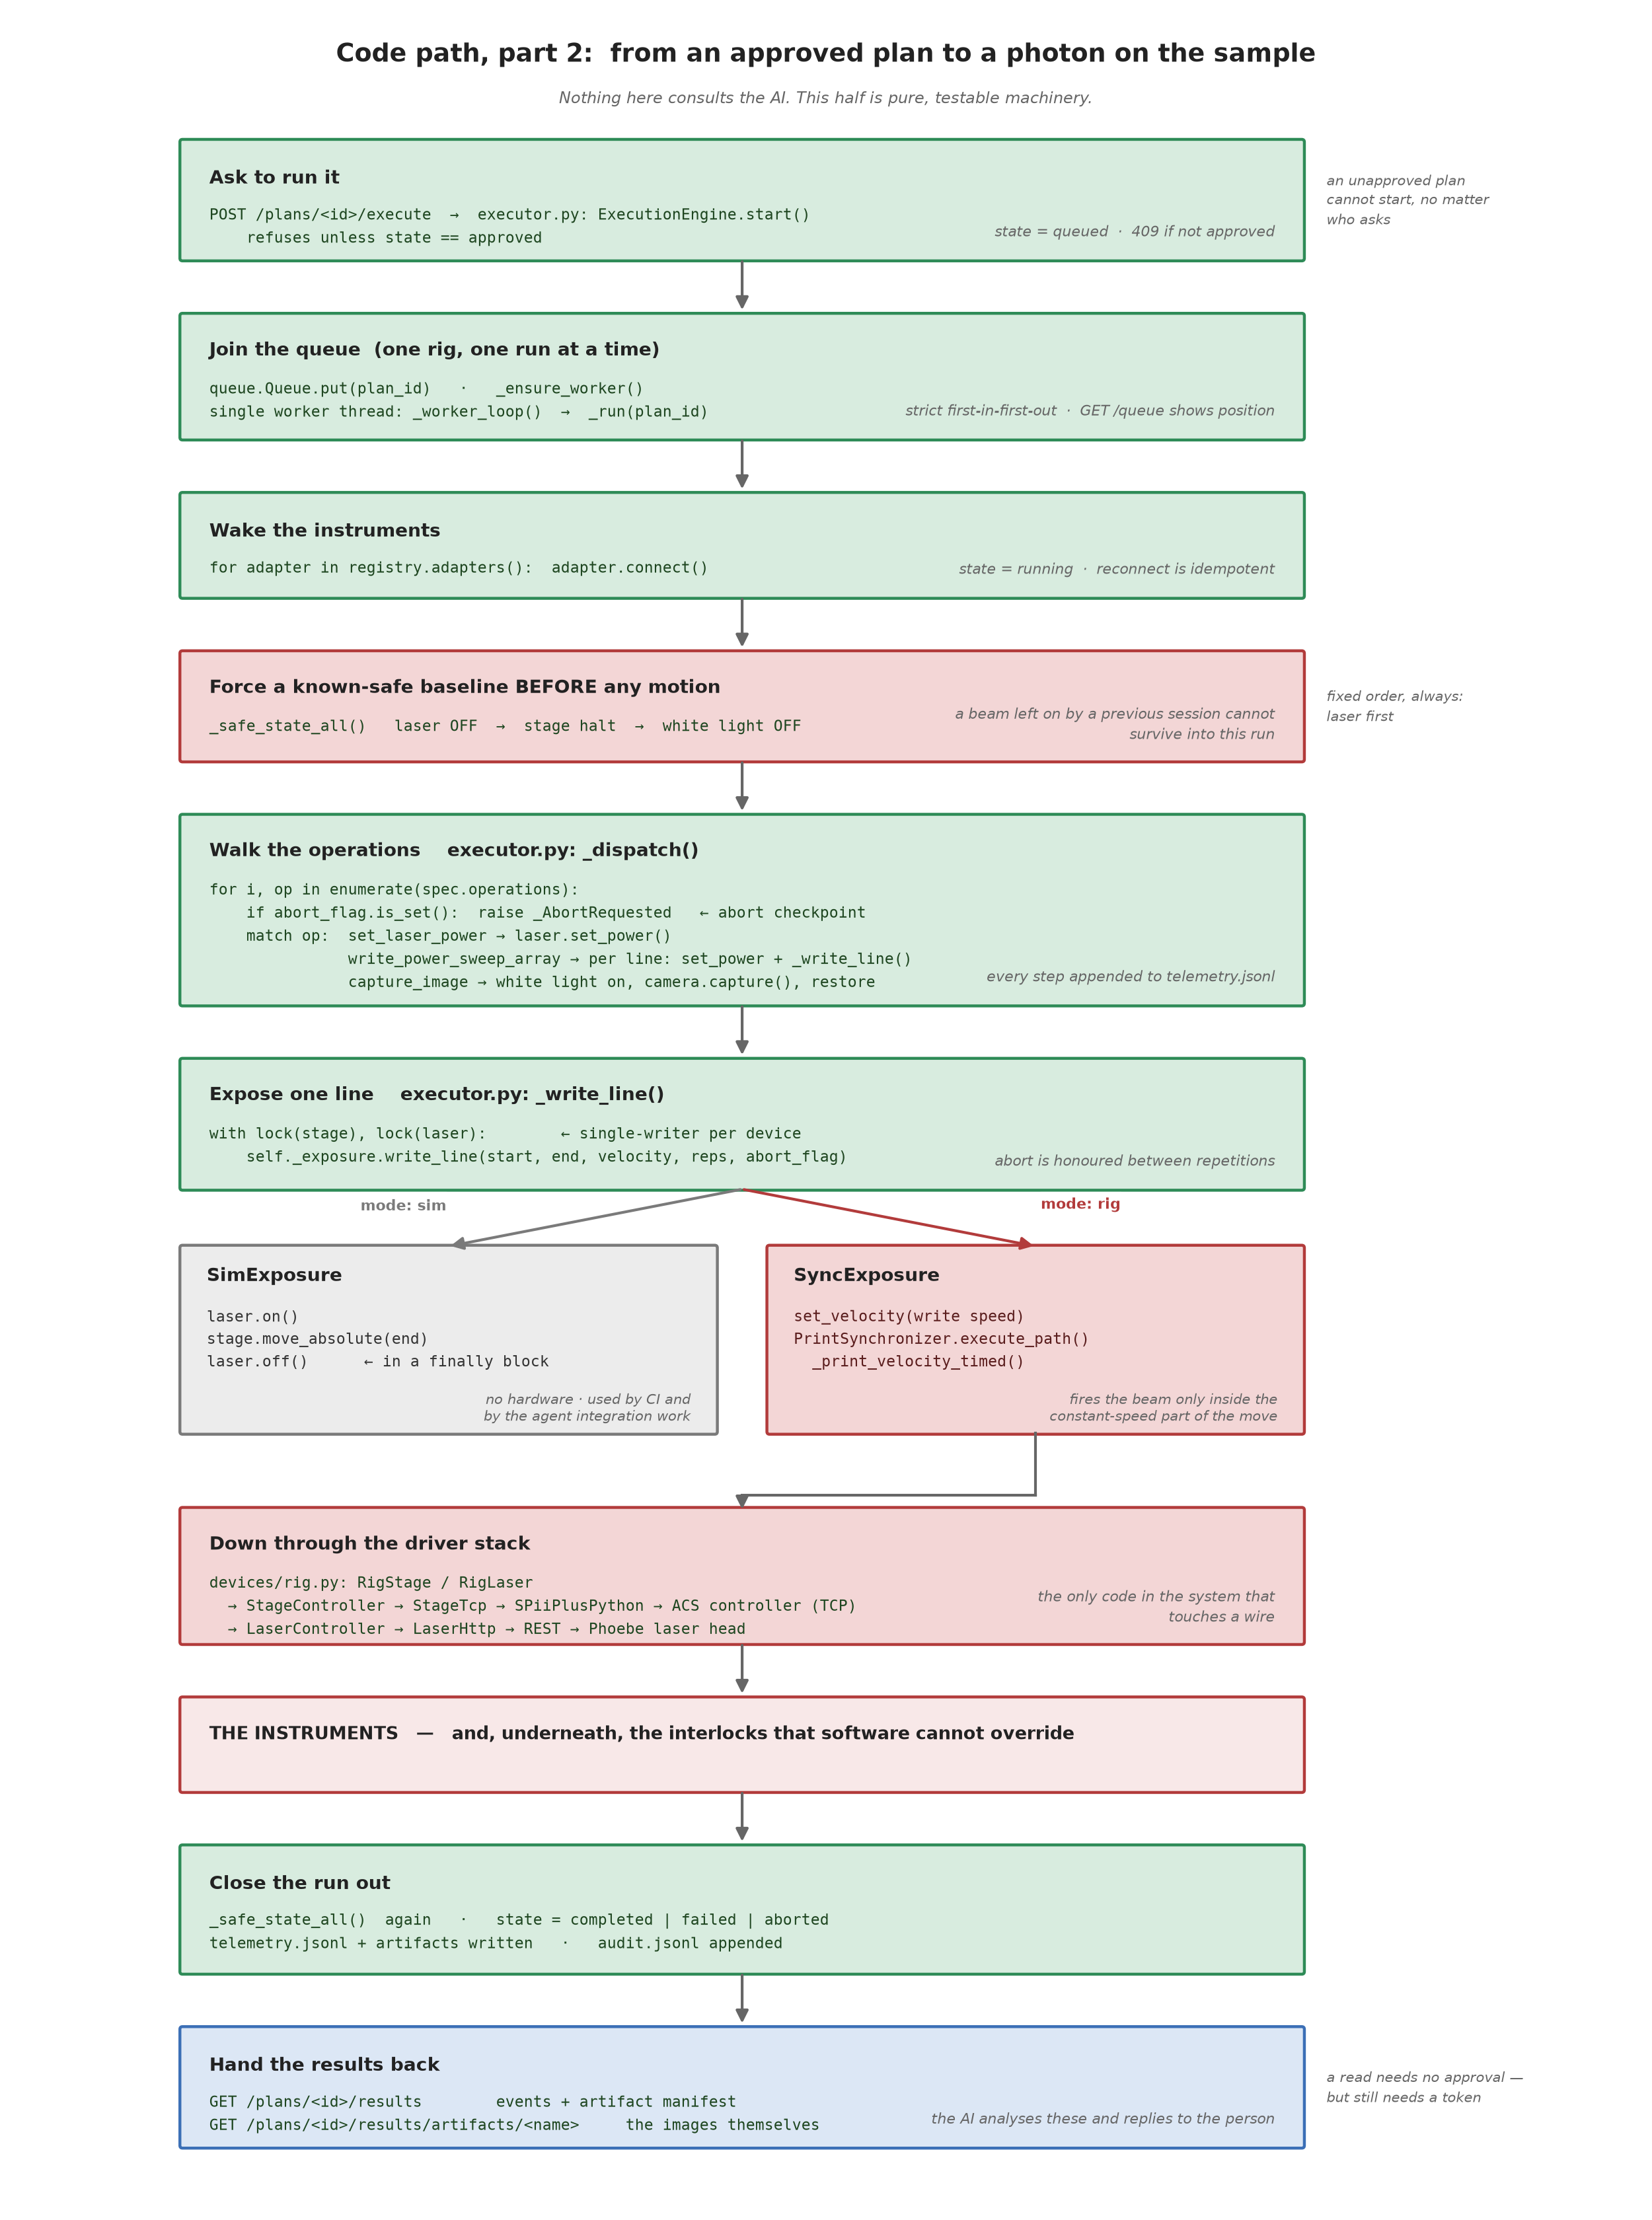 Code path, part 2:  from an approved plan to a photon on the sample
Nothing here consults the AI. This half is pure, testable machinery.
Ask to run it
POST /plans/<id>/execute  →  executor.py: ExecutionEngine.start()
    refuses unless state == approved
state = queued  ·  409 if not approved
an unapproved plan
cannot start, no matter
who asks
Join the queue  (one rig, one run at a time)
queue.Queue.put(plan_id)   ·   _ensure_worker()
single worker thread: _worker_loop()  →  _run(plan_id)
strict first-in-first-out  ·  GET /queue shows position
Wake the instruments
for adapter in registry.adapters():  adapter.connect()
state = running  ·  reconnect is idempotent
Force a known-safe baseline BEFORE any motion
_safe_state_all()   laser OFF  →  stage halt  →  white light OFF
a beam left on by a previous session cannot
survive into this run
fixed order, always:
laser first
Walk the operations    executor.py: _dispatch()
for i, op in enumerate(spec.operations):
    if abort_flag.is_set():  raise _AbortRequested   ← abort checkpoint
    match op:  set_laser_power → laser.set_power()
               write_power_sweep_array → per line: set_power + _write_line()
               capture_image → white light on, camera.capture(), restore
every step appended to telemetry.jsonl
Expose one line    executor.py: _write_line()
with lock(stage), lock(laser):        ← single-writer per device
    self._exposure.write_line(start, end, velocity, reps, abort_flag)
abort is honoured between repetitions
mode: sim
mode: rig
SimExposure
laser.on()
stage.move_absolute(end)
laser.off()      ← in a finally block
no hardware · used by CI and
by the agent integration work
SyncExposure
set_velocity(write speed)
PrintSynchronizer.execute_path()
  _print_velocity_timed()
fires the beam only inside the
constant-speed part of the move
Down through the driver stack
devices/rig.py: RigStage / RigLaser
  → StageController → StageTcp → SPiiPlusPython → ACS controller (TCP)
  → LaserController → LaserHttp → REST → Phoebe laser head
the only code in the system that
touches a wire
THE INSTRUMENTS   —   and, underneath, the interlocks that software cannot override
Close the run out
_safe_state_all()  again   ·   state = completed | failed | aborted
telemetry.jsonl + artifacts written   ·   audit.jsonl appended
Hand the results back
GET /plans/<id>/results        events + artifact manifest
GET /plans/<id>/results/artifacts/<name>     the images themselves
the AI analyses these and replies to the person
a read needs no approval —
but still needs a token